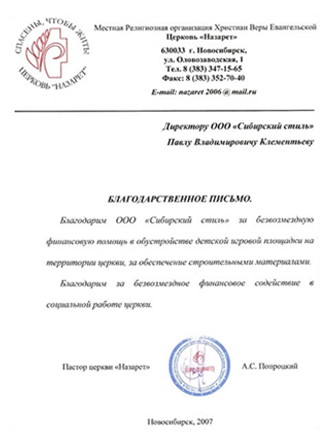 СПАСЕНЫ, ЧТОБЫ ЖИТЬ
ЦЕРКОВЬ "НАЗАРЕТ"
Местная Религиозная организация Христиан Веры Евангельской
Церковь «Назарет»
630033 г. Новосибирск,
ул. Оловозаводская, 1
Тел. 8 (383) 347-15-65
Факс: 8 (383) 352-70-40
E-mail: nazaret 2006 @ mail.ru
Директору ООО «Сибирский стиль»
Павлу Владимировичу Клементьеву
БЛАГОДАРСТВЕННОЕ ПИСЬМО.
Благодарим ООО «Сибирский стиль» за безвозмездную
финансовую помощь в обустройстве детской игровой площадки на
территории церкви, за обеспечение строительными материалами.
Благодарим за безвозмездное финансовое содействие в
социальной работе церкви.
Пастор церкви «Назарет»
А.С. Попроцкий
Новосибирск, 2007